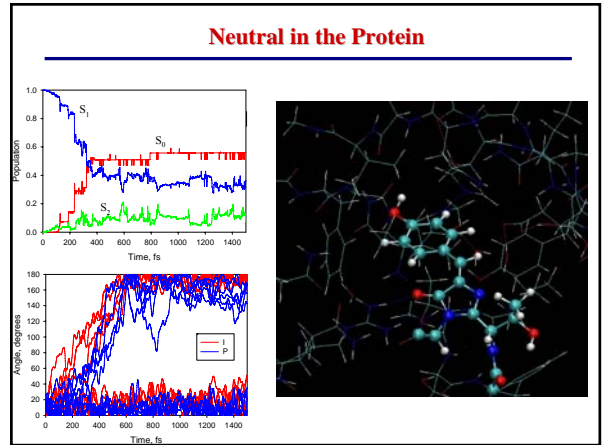 Neutral in the Protein
1.0
0.8
0.6
0.4
0.2
0.0
Population
S1
S0
S2
0 200 400 600 800 1000 1200 1400
Time, fs
180
160
140
120
100
80
60
40
20
0
Angle, degrees
I
P
0 200 400 600 800 1000 1200 1400
Time, fs